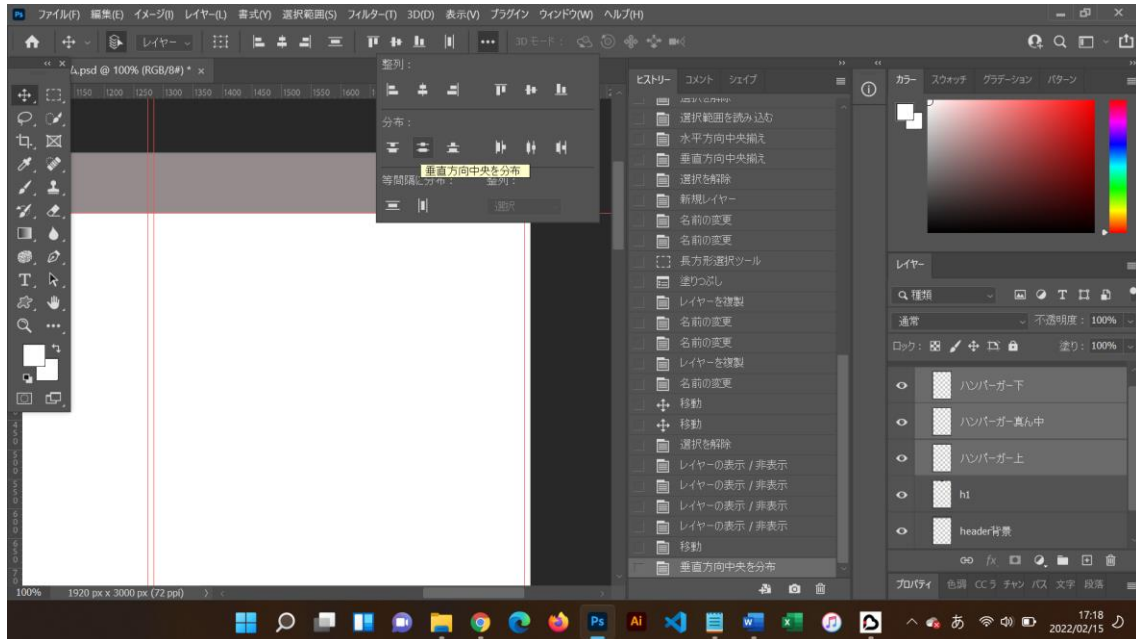 Ps ファイル(F) 編集(E) イメージ(I) レイヤー(L) 書式(Y) 選択範囲(S) フィルター(T) 3D(D) 表示(V) プラグイン ウィンドウ(W) ヘルプ(H)
レイヤー
3D モード :
.psd @ 100% (RGB/8#) * ×
1150 1200 1250 1300 1350 1400 1450 1500 1550 1600
整列 :
分布 :
垂直方向中央を分布
等間隔に分布 : 整列 :
選択
ヒストリー コメント シェイプ
選択範囲を読み込む
水平方向中央揃え
垂直方向中央揃え
選択を解除
新規レイヤー
名前の変更
名前の変更
長方形選択ツール
塗りつぶし
レイヤーを複製
名前の変更
名前の変更
レイヤーを複製
名前の変更
移動
移動
選択を解除
レイヤーの表示 / 非表示
レイヤーの表示 / 非表示
レイヤーの表示 / 非表示
レイヤーの表示 / 非表示
移動
垂直方向中央を分布
カラー スウォッチ グラデーション パターン
レイヤー
種類
通常 不透明度 : 100%
ロック : 塗り : 100%
ハンバーガー下
ハンバーガー真ん中
ハンバーガー上
h1
header背景
fx
プロパティ 色調 CC ラ チャン パス 文字 段落
100% 1920 px x 3000 px (72 ppi)
Ps Ai あ
17:18
2022/02/15